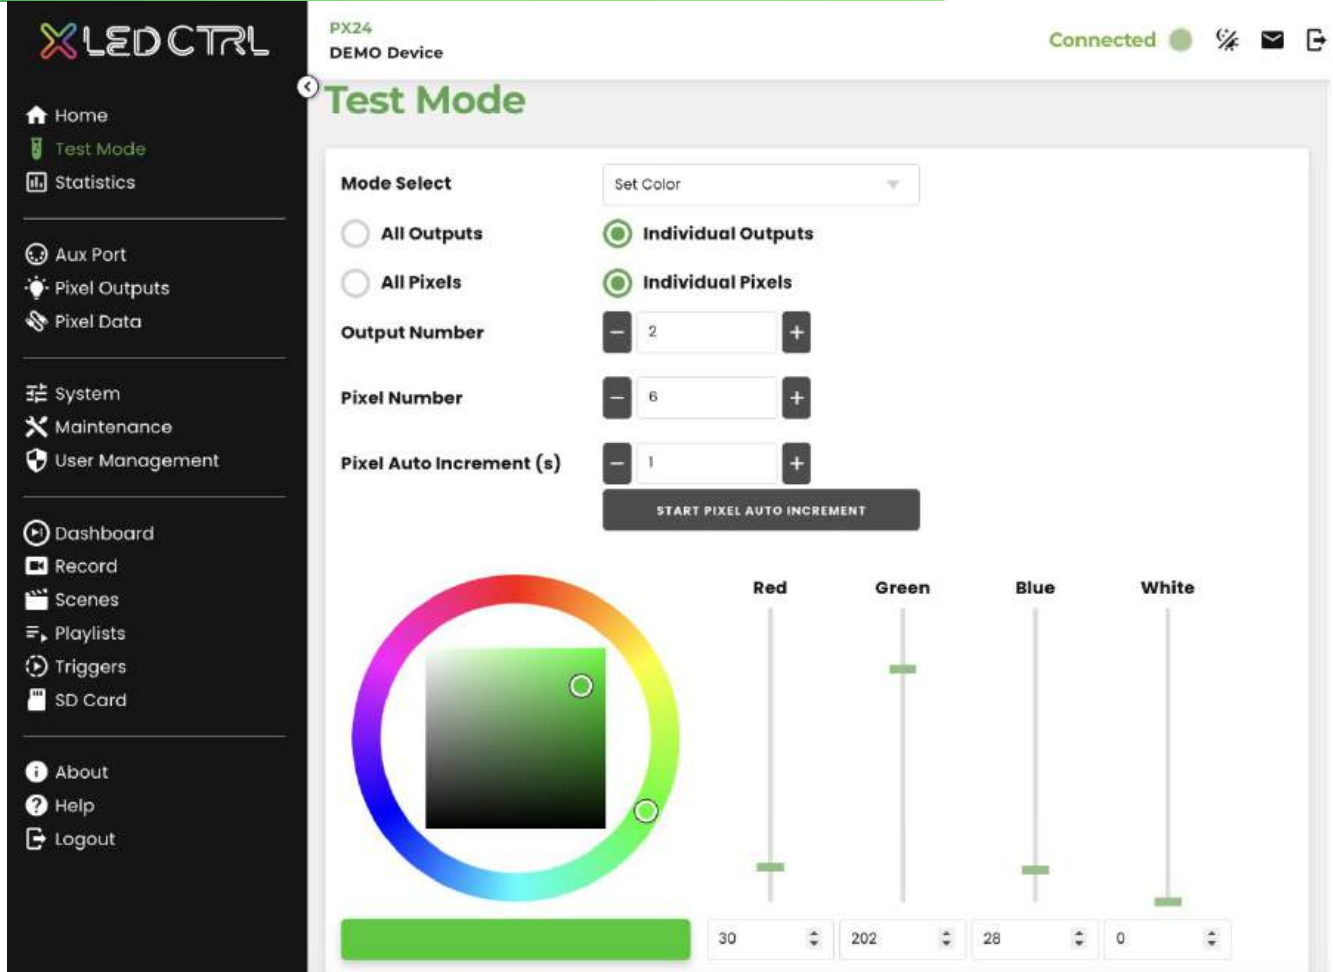 LED CTRL
PX24
DEMO Device
Connected
Home
Test Mode
Statistics
Aux Port
Pixel Outputs
Pixel Data
System
Maintenance
User Management
Dashboard
Record
Scenes
Playlists
Triggers
SD Card
About
Help
Logout
Test Mode
Mode Select
Set Color
All Outputs
Individual Outputs
All Pixels
Individual Pixels
Output Number
2
Pixel Number
6
Pixel Auto Increment (s)
1
START PIXEL AUTO INCREMENT
Red Green Blue White
30 202 28 0